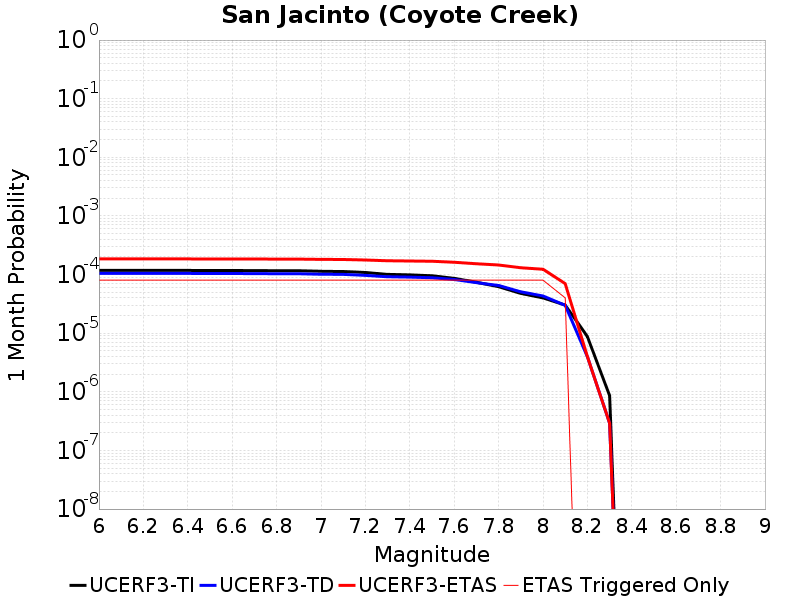 San Jacinto (Coyote Creek)
1 Month Probability
10^0
10^-1
10^-2
10^-3
10^-4
10^-5
10^-6
10^-7
10^-8
6 6.2 6.4 6.6 6.8 7 7.2 7.4 7.6 7.8 8 8.2 8.4 8.6 8.8 9
Magnitude
UCERF3-TI UCERF3-TD UCERF3-ETAS ETAS Triggered Only